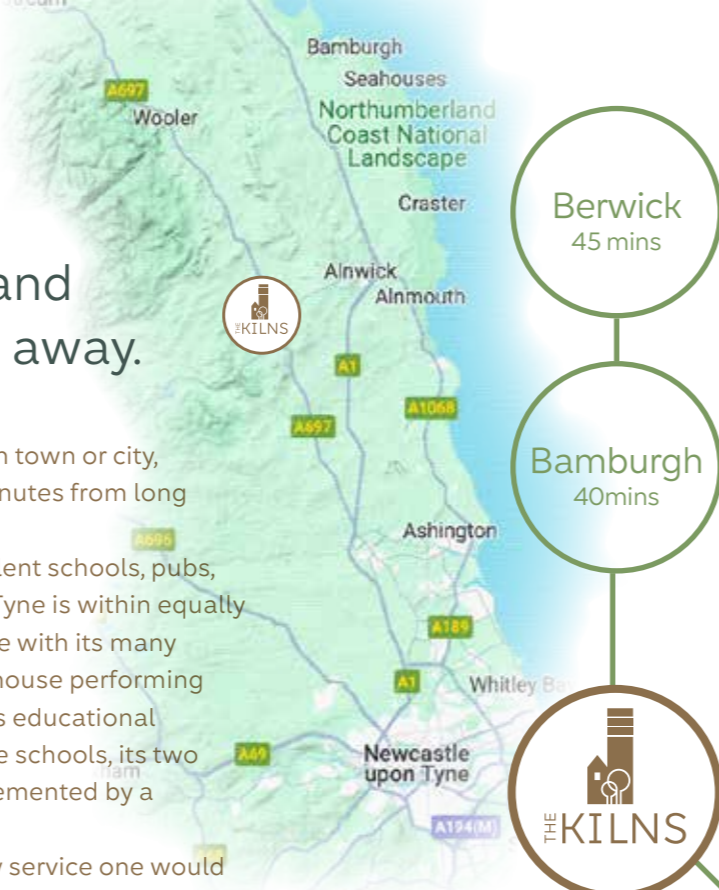 and
away.
n town or city,
nutes from long
lent schools, pubs,
Tyne is within equally
e with its many
house performing
s educational
e schools, its two
emented by a
y service one would
Bamburgh
Seahouses
A697
Wooler
Northumberland
Coast National
Landscape
Craster
Alnwick
Alnmouth
THE KILNS
A1
A1068
A697
Ashington
A696
A189
A1
Whitley Bay
A69
Newcastle
upon Tyne
A194(M)
Berwick
45 mins
Bamburgh
40mins
THE KILNS